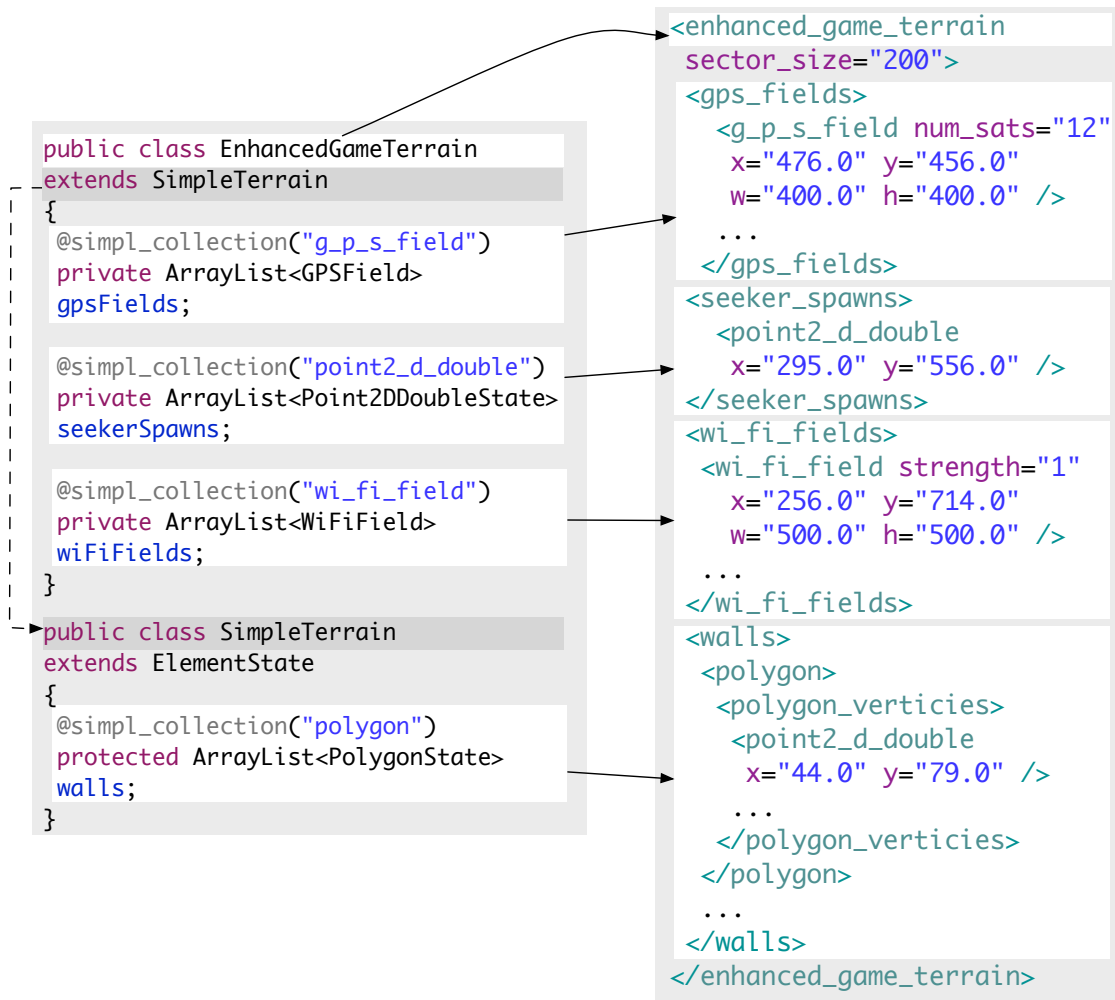 public class EnhancedGameTerrain
extends SimpleTerrain
{
@simpl_collection("g_p_s_field")
private ArrayList<GPSField>
gpsFields;
@simpl_collection("point2_d_double")
private ArrayList<Point2DDoubleState>
seekerSpawns;
@simpl_collection("wi_fi_field")
private ArrayList<WiFiField>
wiFiFields;
}
public class SimpleTerrain
extends ElementState
{
@simpl_collection("polygon")
protected ArrayList<PolygonState>
walls;
}
<enhanced_game_terrain
sector_size="200">
<gps_fields>
<g_p_s_field num_sats="12"
x="476.0" y="456.0"
w="400.0" h="400.0" />
...
</gps_fields>
<seeker_spawns>
<point2_d_double
x="295.0" y="556.0" />
</seeker_spawns>
<wi_fi_fields>
<wi_fi_field strength="1"
x="256.0" y="714.0"
w="500.0" h="500.0" />
...
</wi_fi_fields>
<walls>
<polygon>
<polygon_verticies>
<point2_d_double
x="44.0" y="79.0" />
...
</polygon_verticies>
</polygon>
...
</walls>
</enhanced_game_terrain>